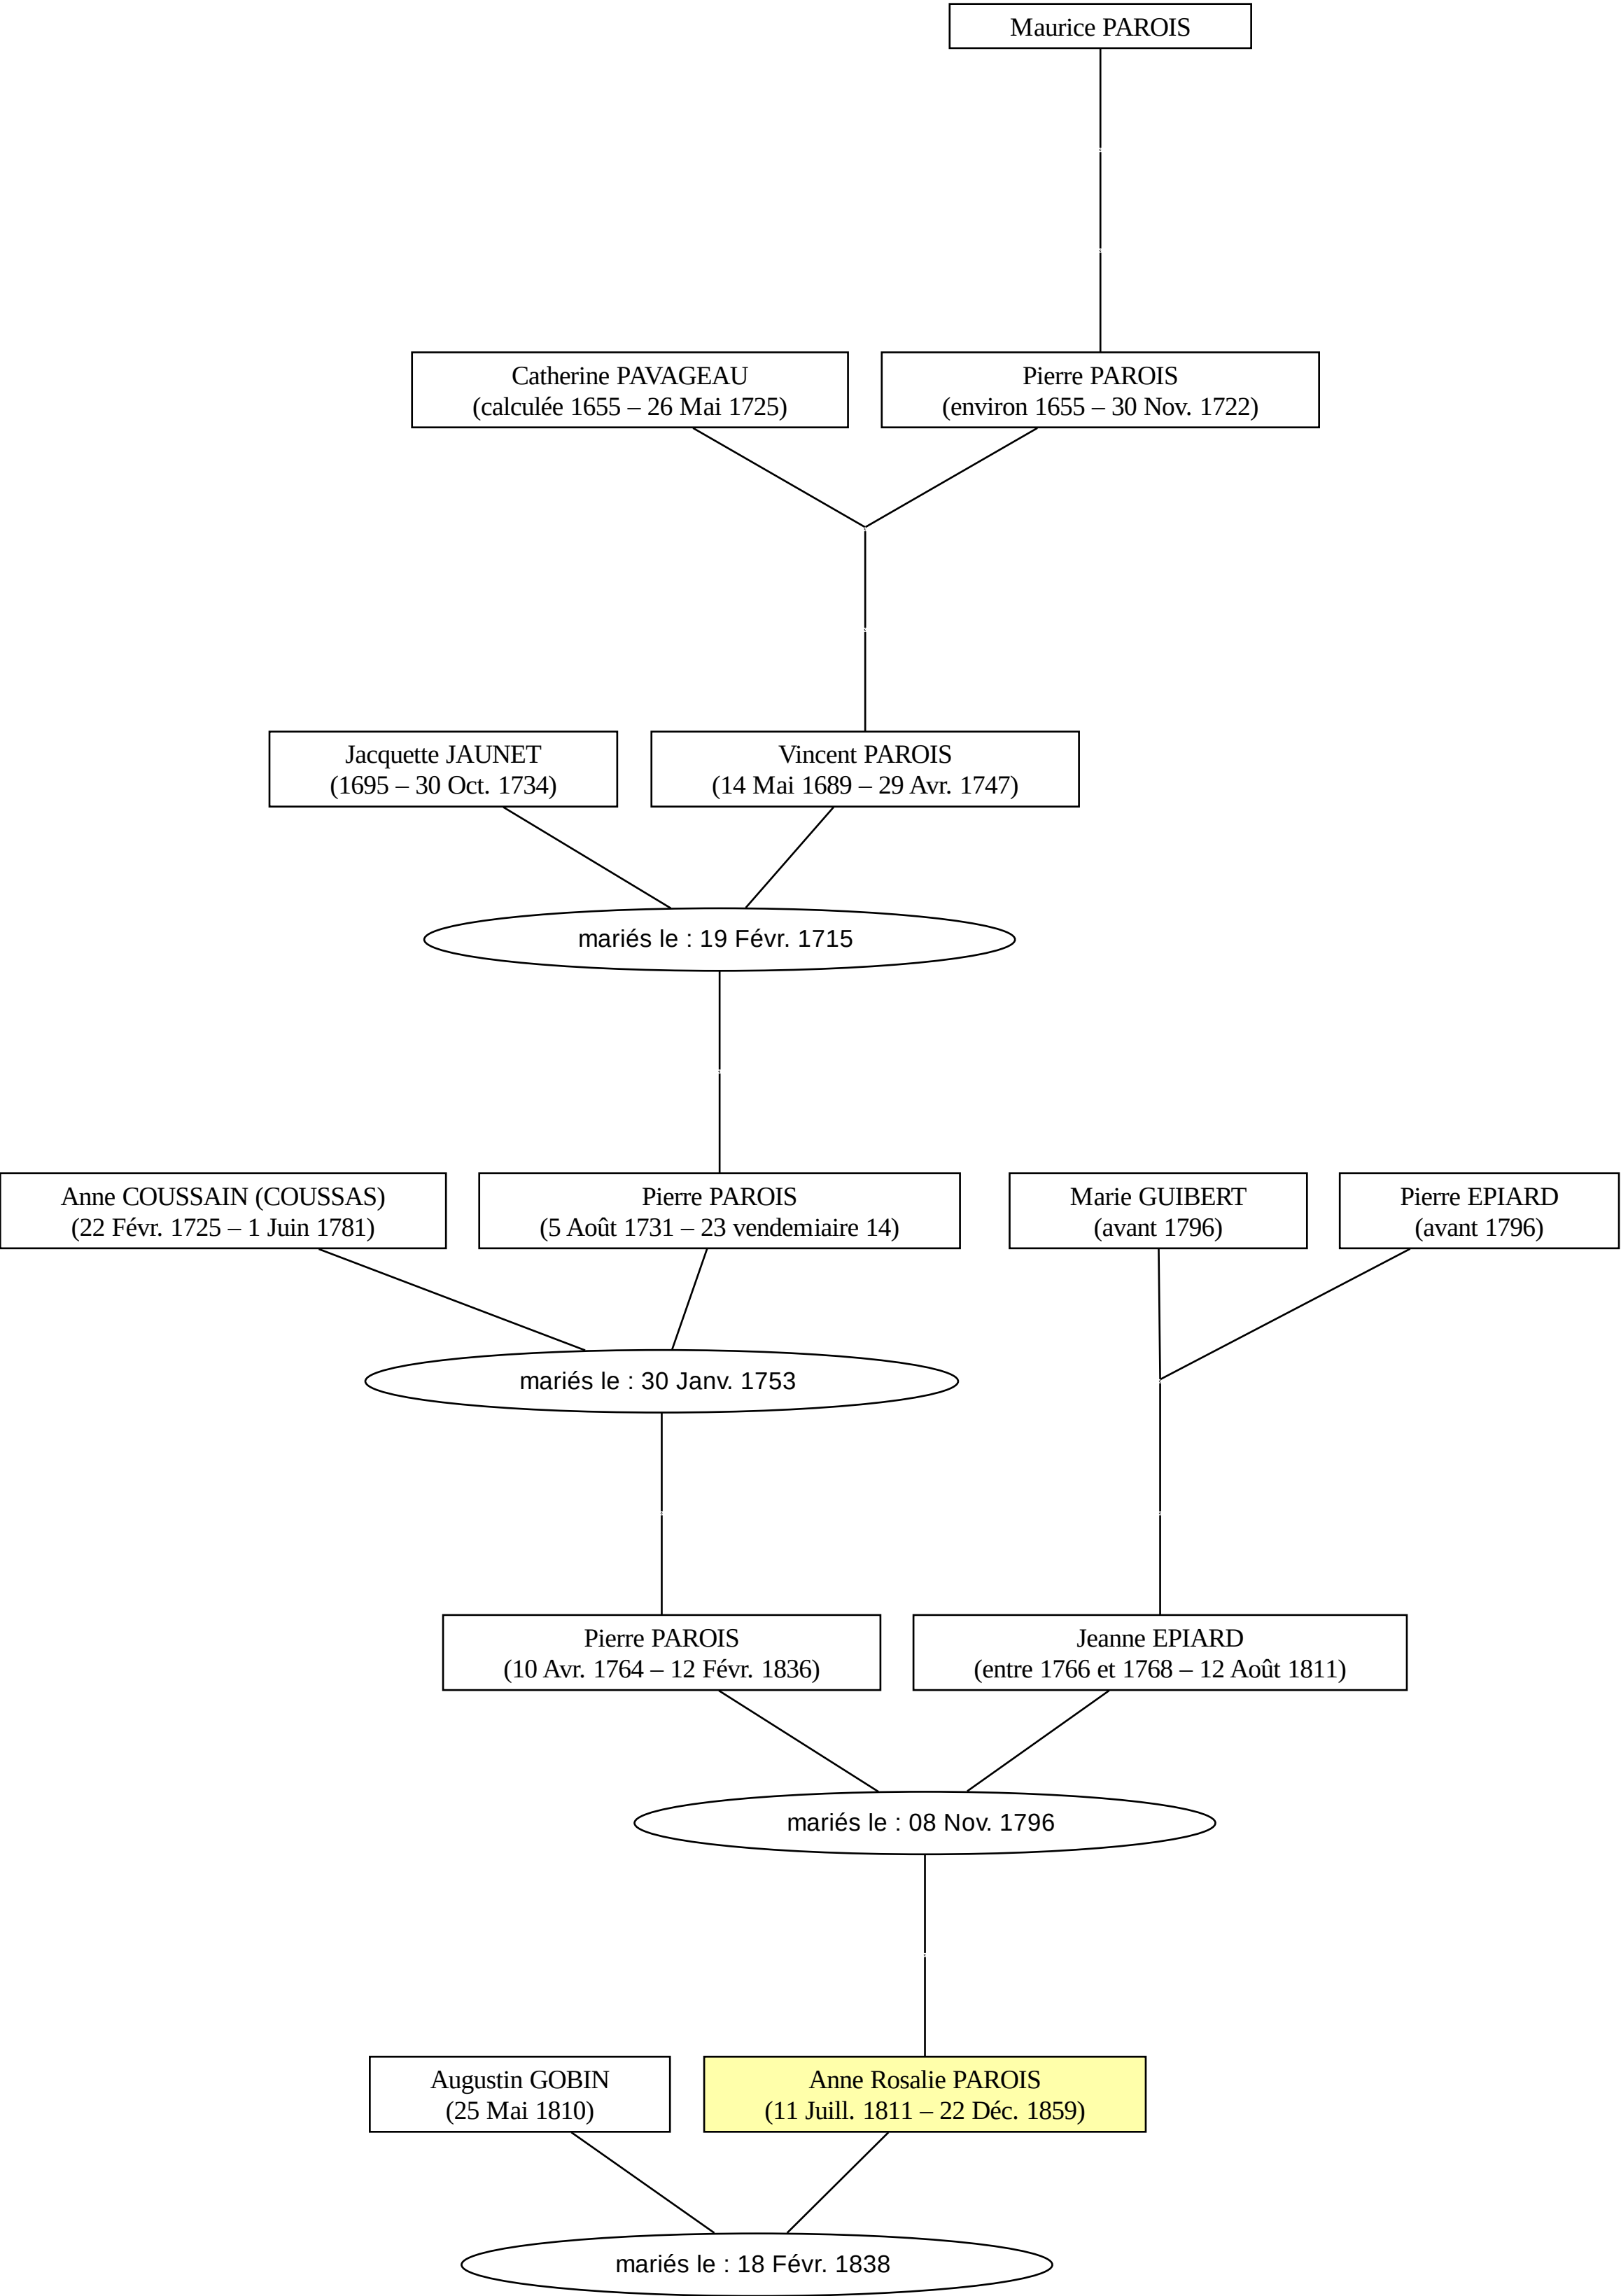 Maurice PAROIS
Catherine PAVAGEAU
(calculée 1655 – 26 Mai 1725)
Pierre PAROIS
(environ 1655 – 30 Nov. 1722)
Jacquette JAUNET
(1695 – 30 Oct. 1734)
Vincent PAROIS
(14 Mai 1689 – 29 Avr. 1747)
mariés le : 19 Févr. 1715
Anne COUSSAIN (COUSSAS)
(22 Févr. 1725 – 1 Juin 1781)
Pierre PAROIS
(5 Août 1731 – 23 vendemiaire 14)
Marie GUIBERT
(avant 1796)
Pierre EPIARD
(avant 1796)
mariés le : 30 Janv. 1753
Pierre PAROIS
(10 Avr. 1764 – 12 Févr. 1836)
Jeanne EPIARD
(entre 1766 et 1768 – 12 Août 1811)
mariés le : 08 Nov. 1796
Augustin GOBIN
(25 Mai 1810)
Anne Rosalie PAROIS
(11 Juill. 1811 – 22 Déc. 1859)
mariés le : 18 Févr. 1838